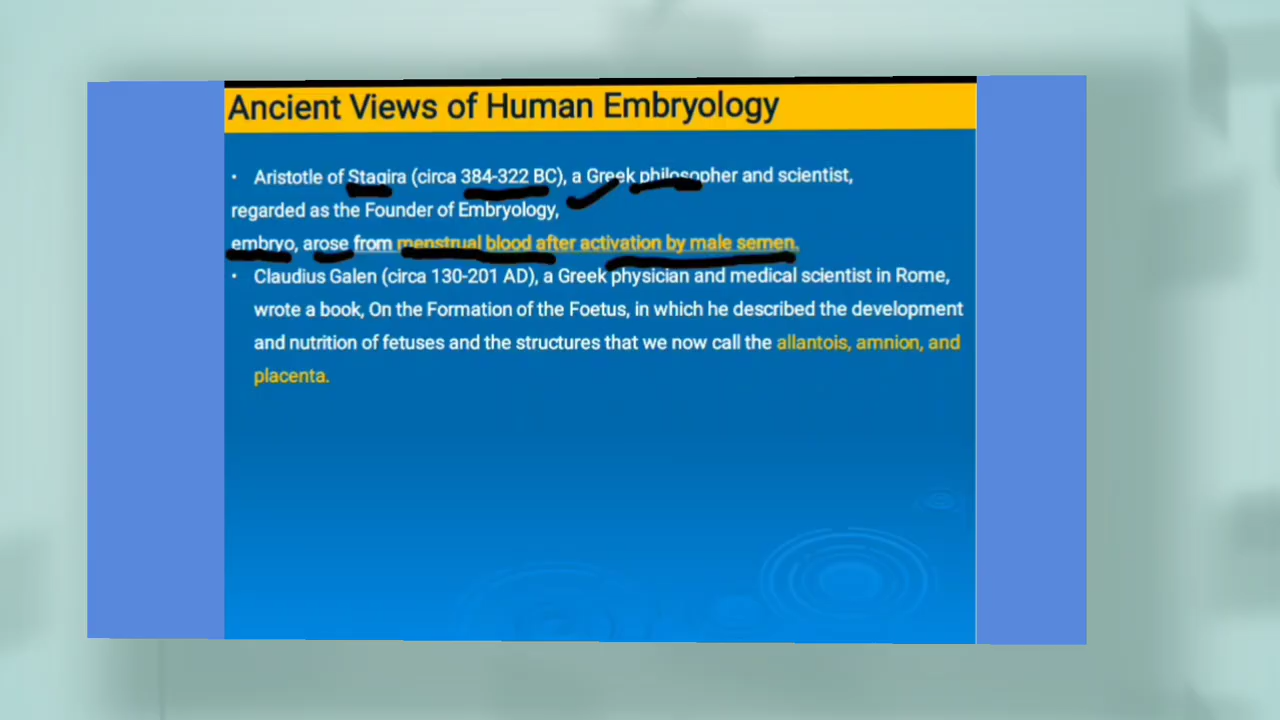 Ancient Views of Human Embryology
• Aristotle of Stagira (circa 384-322 BC), a Greek philosopher and scientist,
regarded as the Founder of Embryology,
embryo, arose from menstrual blood after activation by male semen.
• Claudius Galen (circa 130-201 AD), a Greek physician and medical scientist in Rome,
wrote a book, On the Formation of the Foetus, in which he described the development
and nutrition of fetuses and the structures that we now call the allantois, amnion, and
placenta.